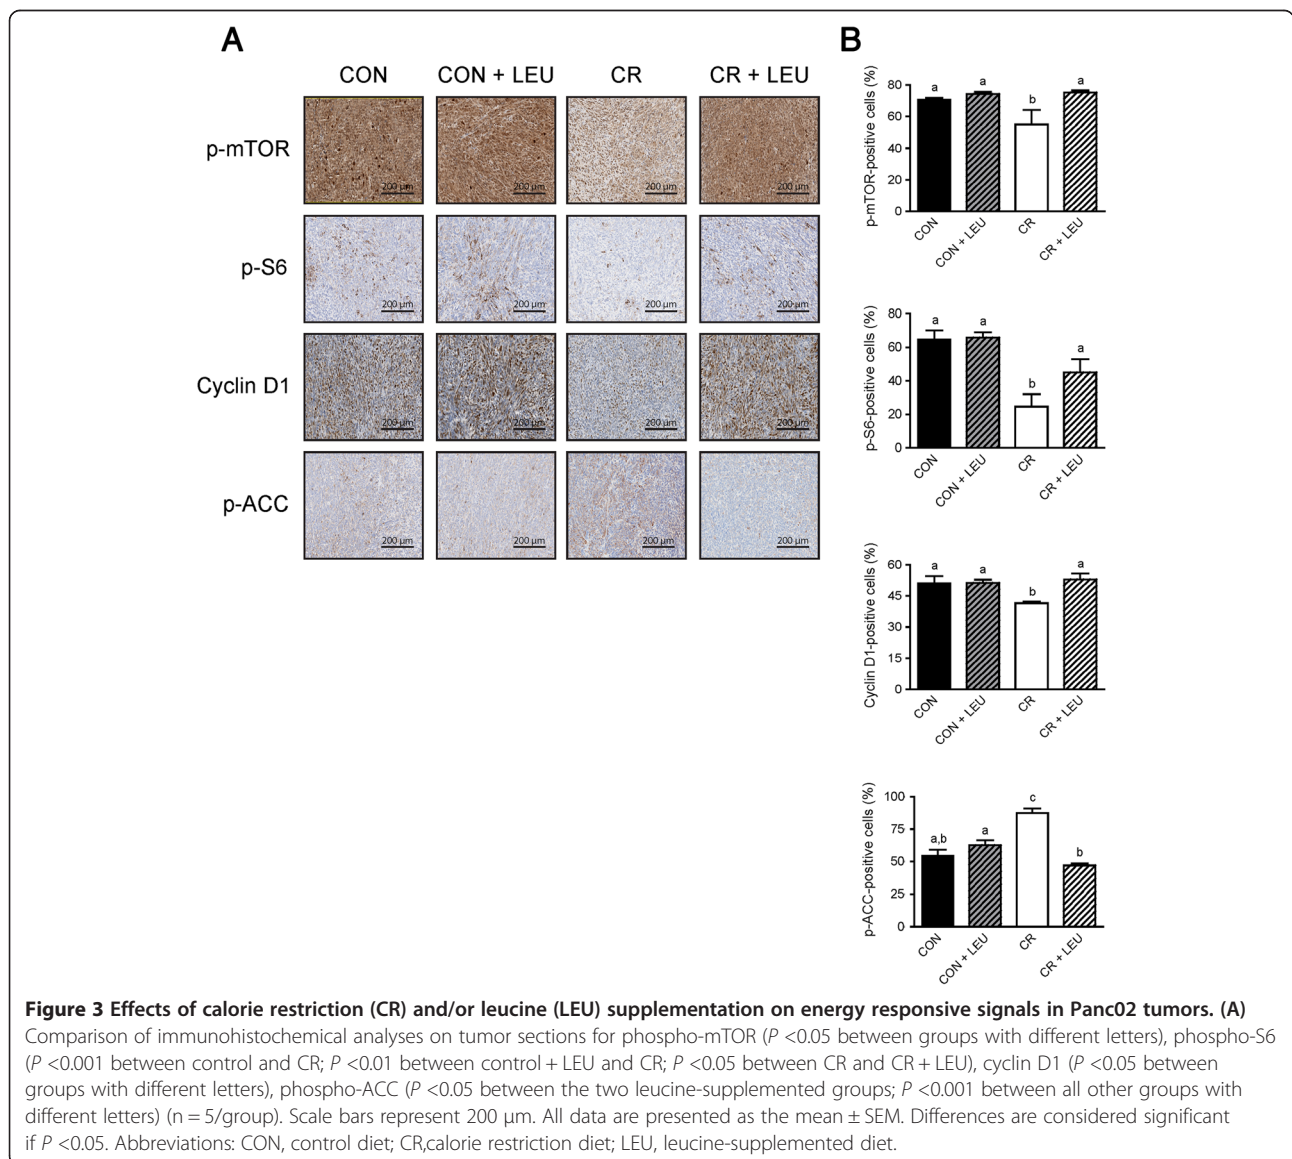 A
CON
CON + LEU
CR
CR + LEU
p-mTOR
200 µm
200 µm
200 µm
200 µm
p-S6
200 µm
200 µm
200 µm
200 µm
Cyclin D1
200 µm
200 µm
200 µm
200 µm
p-ACC
200 µm
200 µm
200 µm
200 µm
B
p-mTOR-positive cells (%)
80
60
40
20
0
a
a
b
a
CON
CON + LEU
CR
CR + LEU
p-S6-positive cells (%)
80
60
40
20
0
a
a
b
a
CON
CON + LEU
CR
CR + LEU
Cyclin D1-positive cells (%)
60
45
30
15
0
a
a
b
a
CON
CON + LEU
CR
CR + LEU
p-ACC-positive cells (%)
100
75
50
25
0
a,b
a
c
b
CON
CON + LEU
CR
CR + LEU
Figure 3 Effects of calorie restriction (CR) and/or leucine (LEU) supplementation on energy responsive signals in Panc02 tumors. (A)
Comparison of immunohistochemical analyses on tumor sections for phospho-mTOR (P <0.05 between groups with different letters), phospho-S6
(P <0.001 between control and CR; P <0.01 between control + LEU and CR; P <0.05 between CR and CR + LEU), cyclin D1 (P <0.05 between
groups with different letters), phospho-ACC (P <0.05 between the two leucine-supplemented groups; P <0.001 between all other groups with
different letters) (n = 5/group). Scale bars represent 200 µm. All data are presented as the mean ± SEM. Differences are considered significant
if P <0.05. Abbreviations: CON, control diet; CR,calorie restriction diet; LEU, leucine-supplemented diet.